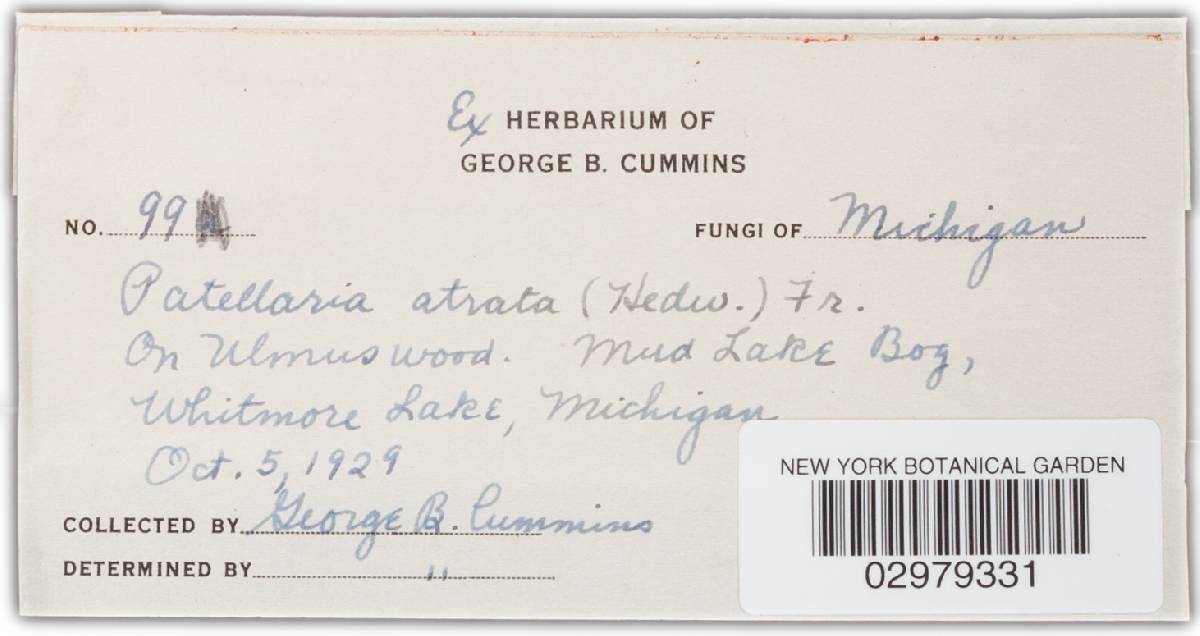 Ex HERBARIUM OF
GEORGE B. CUMMINS
NO. 99
FUNGI OF Michigan
Patellaria atrata (Hedw.) Fr.
On Ulmus wood. Mud Lake Bog,
Whitmore Lake, Michigan
Oct. 5, 1929
COLLECTED BY George B. Cummins
DETERMINED BY "
NEW YORK BOTANICAL GARDEN
02979331